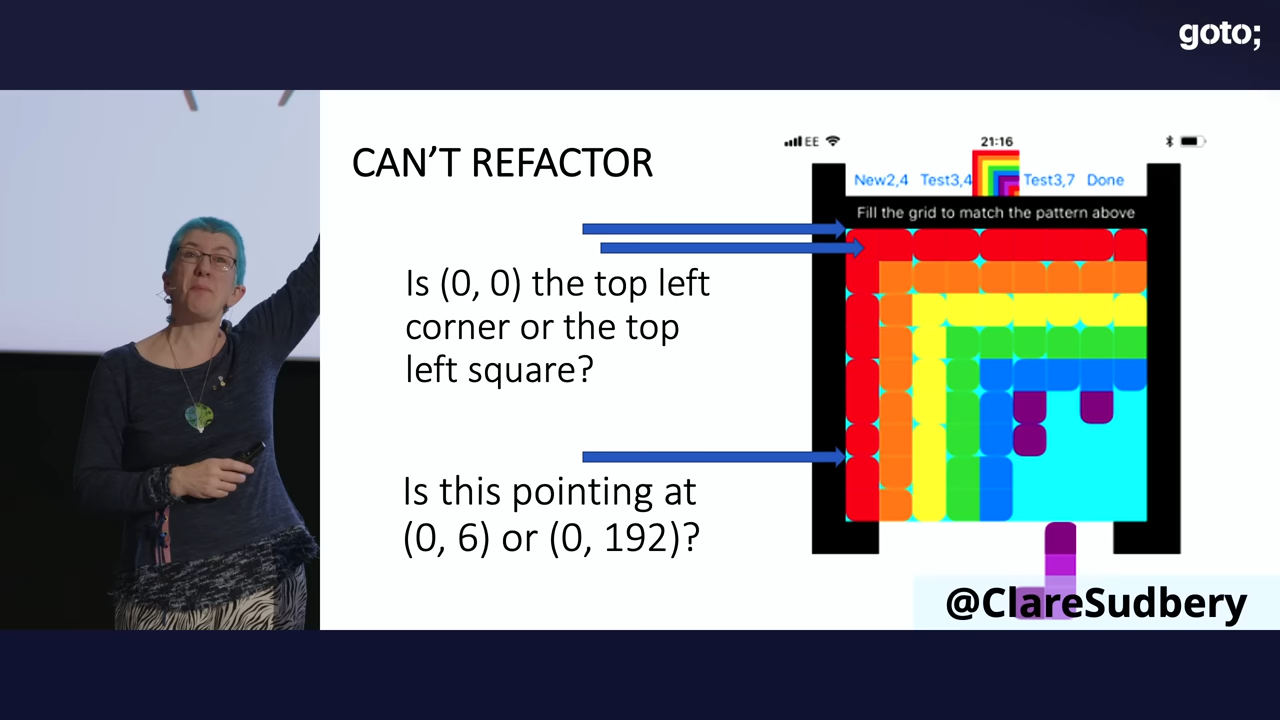 goto;
CAN'T REFACTOR
EE
21:16
New2,4 Test3,4 Test3,7 Done
Fill the grid to match the pattern above
Is (0, 0) the top left
corner or the top
left square?
Is this pointing at
(0, 6) or (0, 192)?
@ClareSudbery